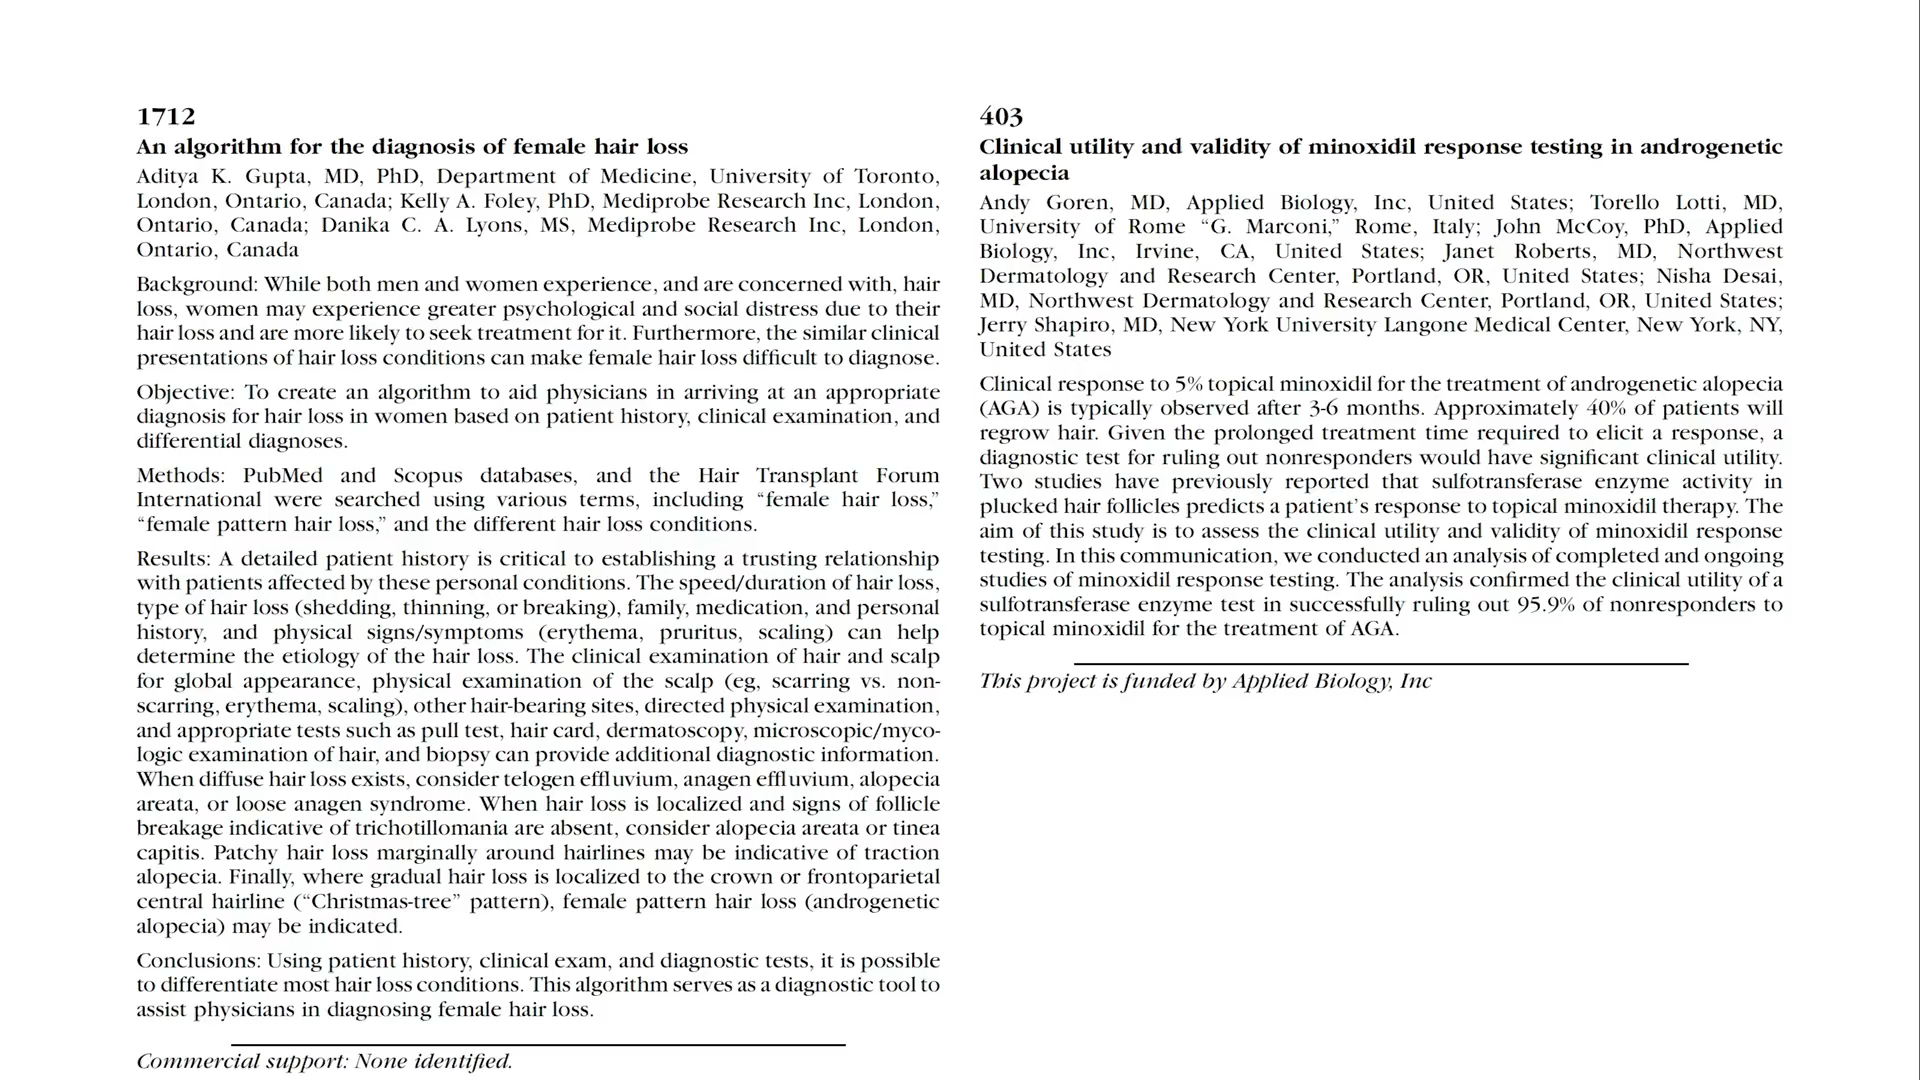 1712
An algorithm for the diagnosis of female hair loss
Aditya K. Gupta, MD, PhD, Department of Medicine, University of Toronto,
London, Ontario, Canada; Kelly A. Foley, PhD, Mediprobe Research Inc, London,
Ontario, Canada; Danika C. A. Lyons, MS, Mediprobe Research Inc, London,
Ontario, Canada
Background: While both men and women experience, and are concerned with, hair
loss, women may experience greater psychological and social distress due to their
hair loss and are more likely to seek treatment for it. Furthermore, the similar clinical
presentations of hair loss conditions can make female hair loss difficult to diagnose.
Objective: To create an algorithm to aid physicians in arriving at an appropriate
diagnosis for hair loss in women based on patient history, clinical examination, and
differential diagnoses.
Methods: PubMed and Scopus databases, and the Hair Transplant Forum
International were searched using various terms, including “female hair loss,”
“female pattern hair loss,” and the different hair loss conditions.
Results: A detailed patient history is critical to establishing a trusting relationship
with patients affected by these personal conditions. The speed/duration of hair loss,
type of hair loss (shedding, thinning, or breaking), family, medication, and personal
history, and physical signs/symptoms (erythema, pruritus, scaling) can help
determine the etiology of the hair loss. The clinical examination of hair and scalp
for global appearance, physical examination of the scalp (eg, scarring vs. non-
scarring, erythema, scaling), other hair-bearing sites, directed physical examination,
and appropriate tests such as pull test, hair card, dermatoscopy, microscopic/myco-
logic examination of hair, and biopsy can provide additional diagnostic information.
When diffuse hair loss exists, consider telogen effluvium, anagen effluvium, alopecia
areata, or loose anagen syndrome. When hair loss is localized and signs of follicle
breakage indicative of trichotillomania are absent, consider alopecia areata or tinea
capitis. Patchy hair loss marginally around hairlines may be indicative of traction
alopecia. Finally, where gradual hair loss is localized to the crown or frontoparietal
central hairline (“Christmas-tree” pattern), female pattern hair loss (androgenetic
alopecia) may be indicated.
Conclusions: Using patient history, clinical exam, and diagnostic tests, it is possible
to differentiate most hair loss conditions. This algorithm serves as a diagnostic tool to
assist physicians in diagnosing female hair loss.
Commercial support: None identified.
403
Clinical utility and validity of minoxidil response testing in androgenetic
alopecia
Andy Goren, MD, Applied Biology, Inc, United States; Torello Lotti, MD,
University of Rome “G. Marconi,” Rome, Italy; John McCoy, PhD, Applied
Biology, Inc, Irvine, CA, United States; Janet Roberts, MD, Northwest
Dermatology and Research Center, Portland, OR, United States; Nisha Desai,
MD, Northwest Dermatology and Research Center, Portland, OR, United States;
Jerry Shapiro, MD, New York University Langone Medical Center, New York, NY,
United States
Clinical response to 5% topical minoxidil for the treatment of androgenetic alopecia
(AGA) is typically observed after 3-6 months. Approximately 40% of patients will
regrow hair. Given the prolonged treatment time required to elicit a response, a
diagnostic test for ruling out nonresponders would have significant clinical utility.
Two studies have previously reported that sulfotransferase enzyme activity in
plucked hair follicles predicts a patient’s response to topical minoxidil therapy. The
aim of this study is to assess the clinical utility and validity of minoxidil response
testing. In this communication, we conducted an analysis of completed and ongoing
studies of minoxidil response testing. The analysis confirmed the clinical utility of a
sulfotransferase enzyme test in successfully ruling out 95.9% of nonresponders to
topical minoxidil for the treatment of AGA.
This project is funded by Applied Biology, Inc